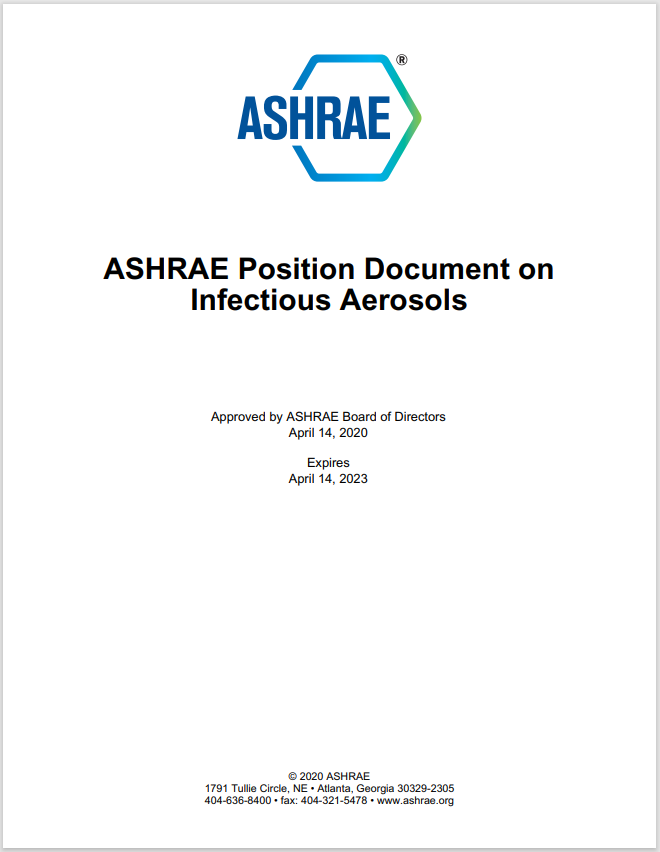 ASHRAE®
ASHRAE Position Document on
Infectious Aerosols
Approved by ASHRAE Board of Directors
April 14, 2020
Expires
April 14, 2023
© 2020 ASHRAE
1791 Tullie Circle, NE • Atlanta, Georgia 30329-2305
404-636-8400 • fax: 404-321-5478 • www.ashrae.org